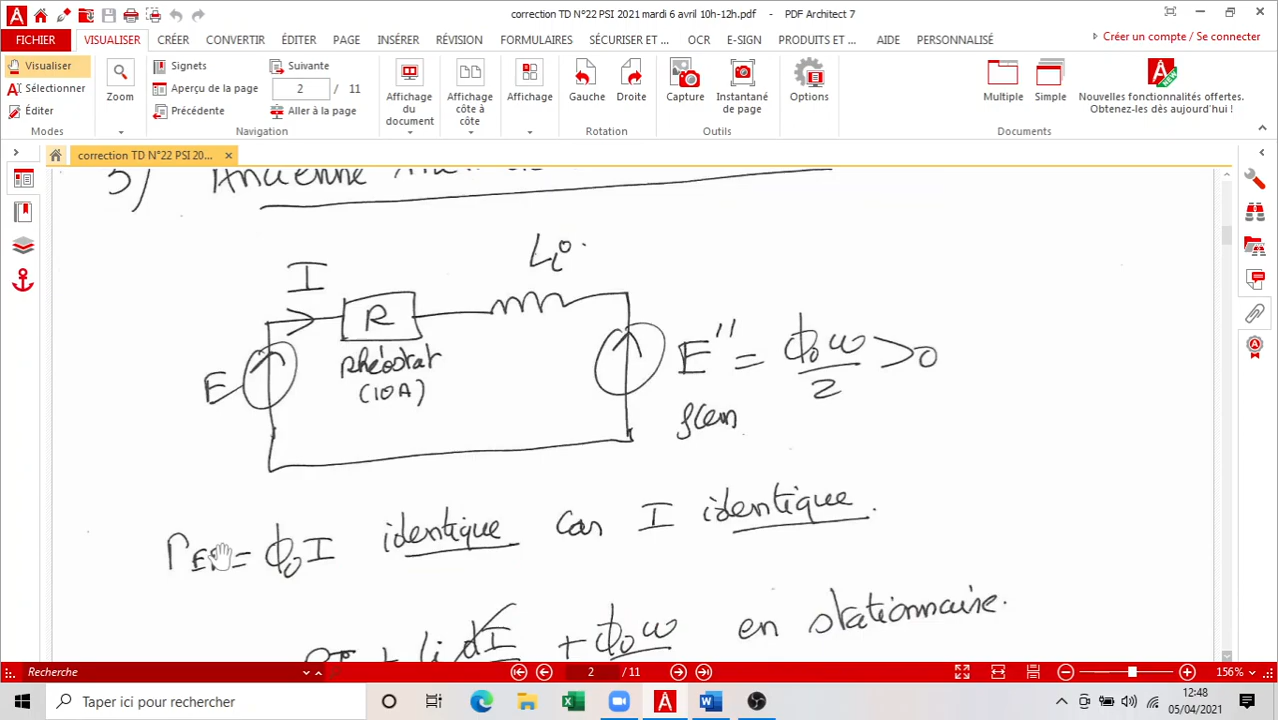 correction TD N°22 PSI 2021 mardi 6 avril 10h-12h.pdf - PDF Architect 7
FICHIER VISUALISER CRÉER CONVERTIR ÉDITER PAGE INSÉRER RÉVISION FORMULAIRES SÉCURISER ET ... OCR E-SIGN PRODUITS ET ... AIDE PERSONNALISÉ Créer un compte / Se connecter
Visualiser
Sélectionner
Éditer
Modes
Zoom
Signets
Aperçu de la page
Précédente
Suivante
2 / 11
Aller à la page
Navigation
Affichage du document
Affichage côte à côte
Affichage
Gauche
Droite
Rotation
Capture
Instantané de page
Outils
Options
Multiple
Simple
Documents
Nouvelles fonctionnalités offertes.
Obtenez-les dès aujourd'hui !
correction TD N°22 PSI 20...
3) Ancienne
Li
I
R
Rhéostat
(10A)
E
E'' = ϕ₀ω/2 > 0
= ϕ₀I identique car I identique.
+ Li dI + ϕ₀ω en stationnaire.
Recherche
2 / 11
156%
Taper ici pour rechercher
12:48
05/04/2021